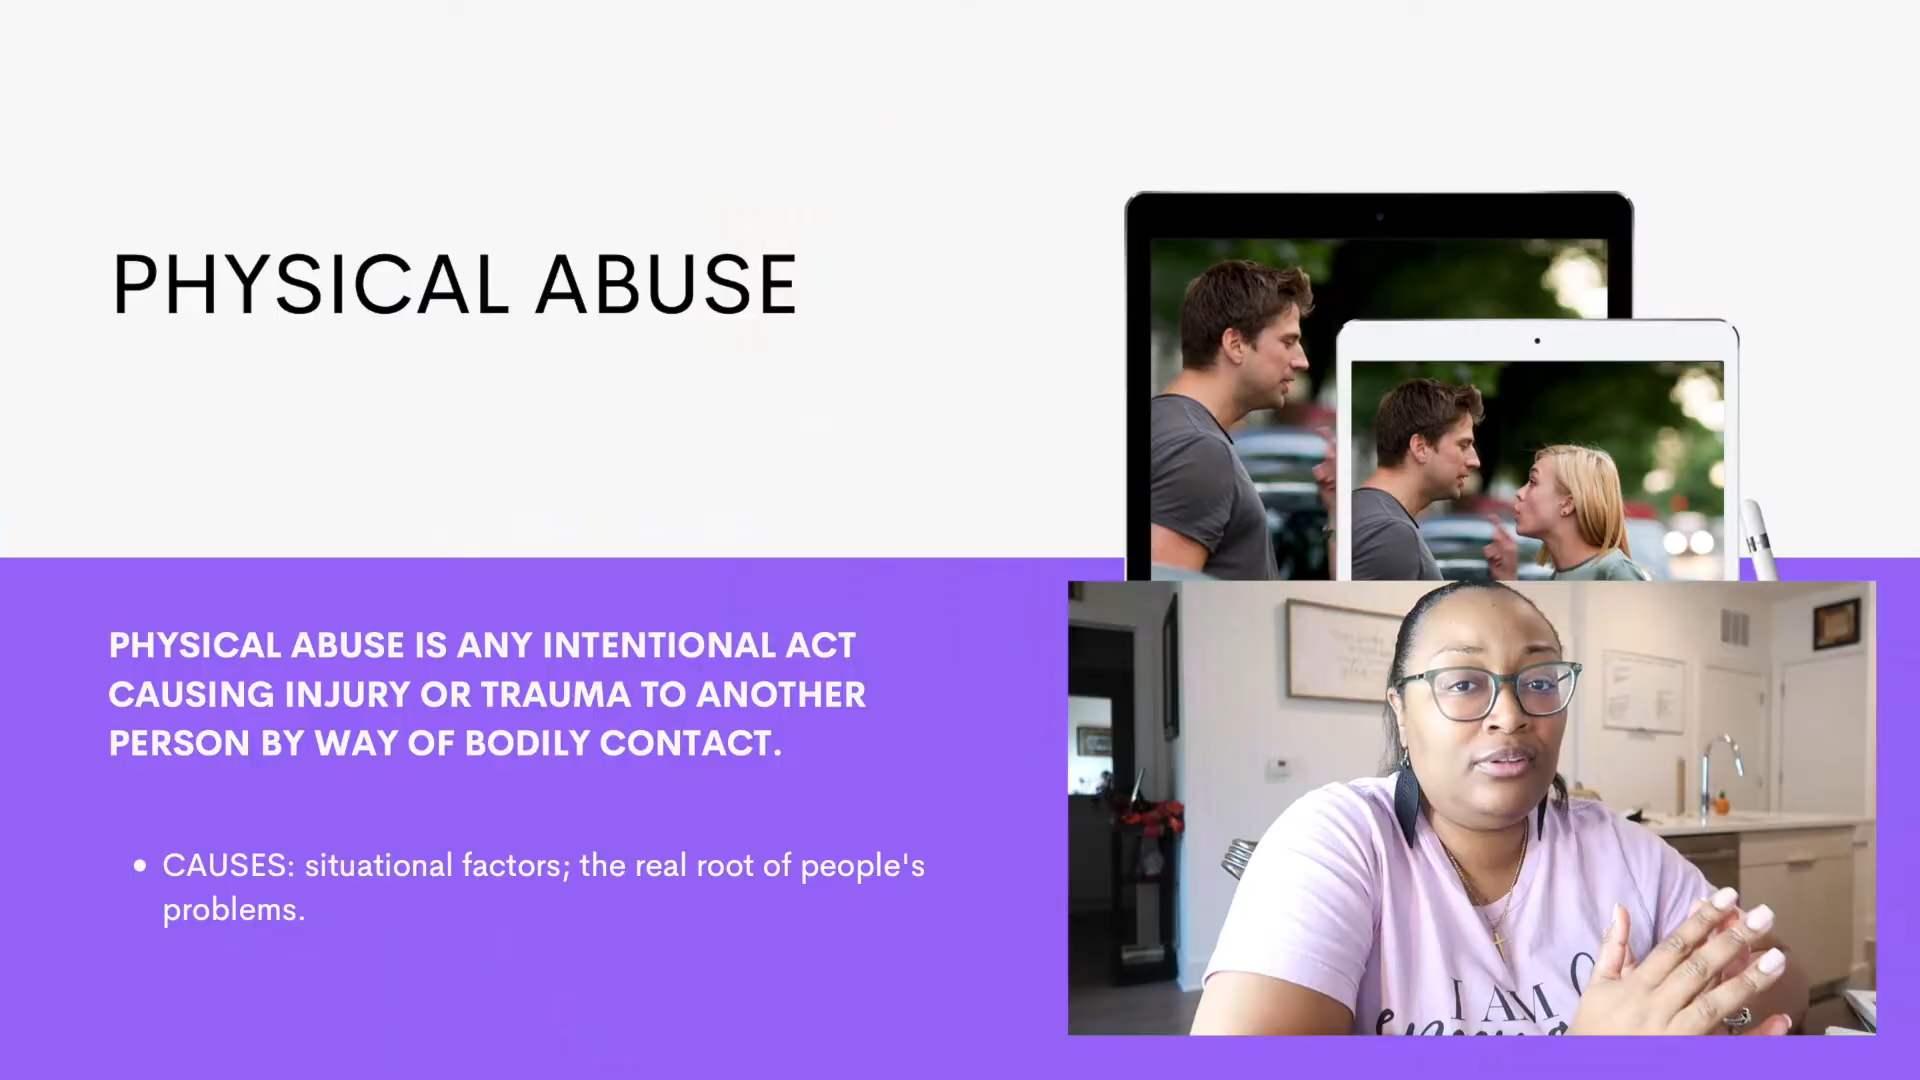 PHYSICAL ABUSE
PHYSICAL ABUSE IS ANY INTENTIONAL ACT
CAUSING INJURY OR TRAUMA TO ANOTHER
PERSON BY WAY OF BODILY CONTACT.
CAUSES: situational factors; the real root of people's
problems.
I AM